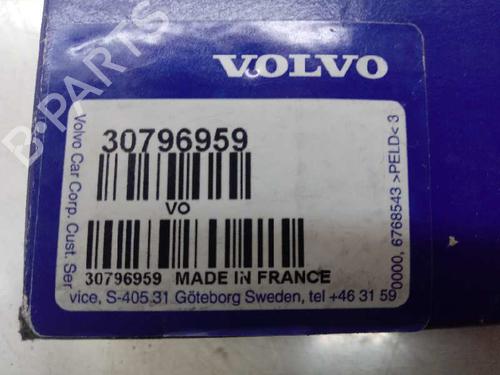 B-PARTS
VOLVO
30796959
VO
30796959 MADE IN FRANCE
Volvo Car Corp. Cust. Ser
vice, S-405 31 Göteborg Sweden, tel +46 31 59
0000, 6768543 >PELD< 3